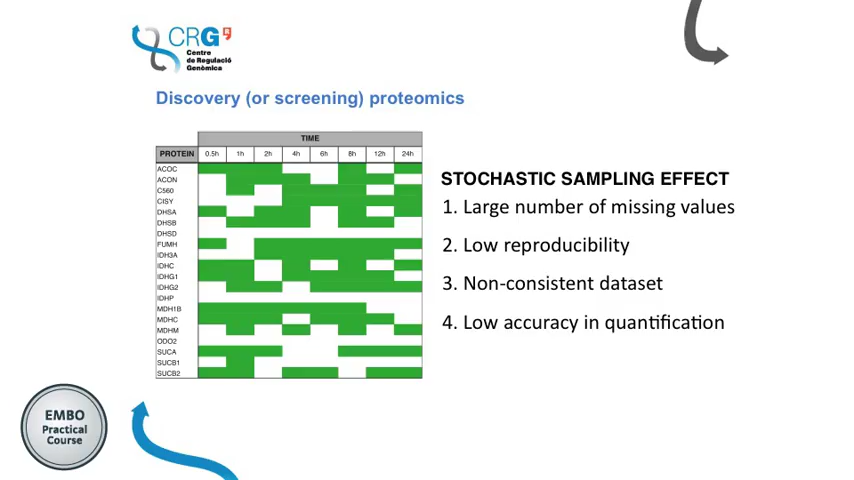 CRG
Centre
de Regulació
Genòmica
Discovery (or screening) proteomics
TIME
PROTEIN 0.5h 1h 2h 4h 6h 8h 12h 24h
ACOC
ACON
C560
CISY
DHSA
DHSB
DHSD
FUMH
IDH3A
IDHC
IDHG1
IDHG2
IDHP
MDH1B
MDHC
MDHM
ODO2
SUCA
SUCB1
SUCB2
STOCHASTIC SAMPLING EFFECT
1. Large number of missing values
2. Low reproducibility
3. Non-consistent dataset
4. Low accuracy in quantification
EMBO
Practical
Course